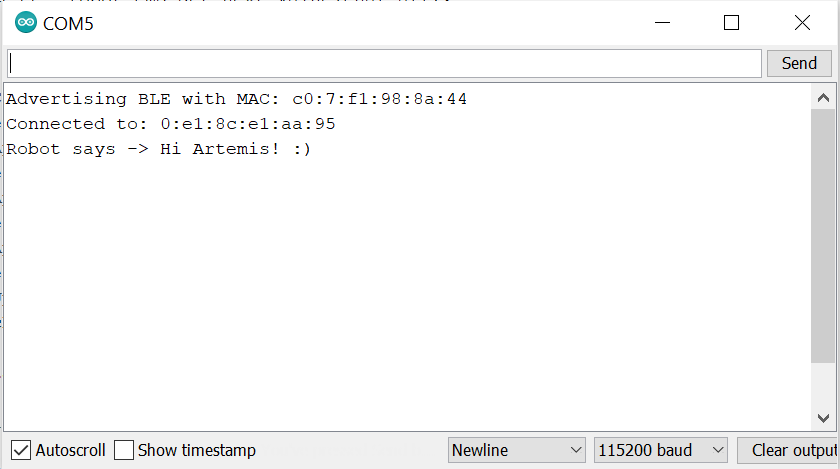 COM5
Send
Advertising BLE with MAC: c0:7:f1:98:8a:44
Connected to: 0:e1:8c:e1:aa:95
Robot says -> Hi Artemis! :)
Autoscroll Show timestamp Newline 115200 baud Clear output